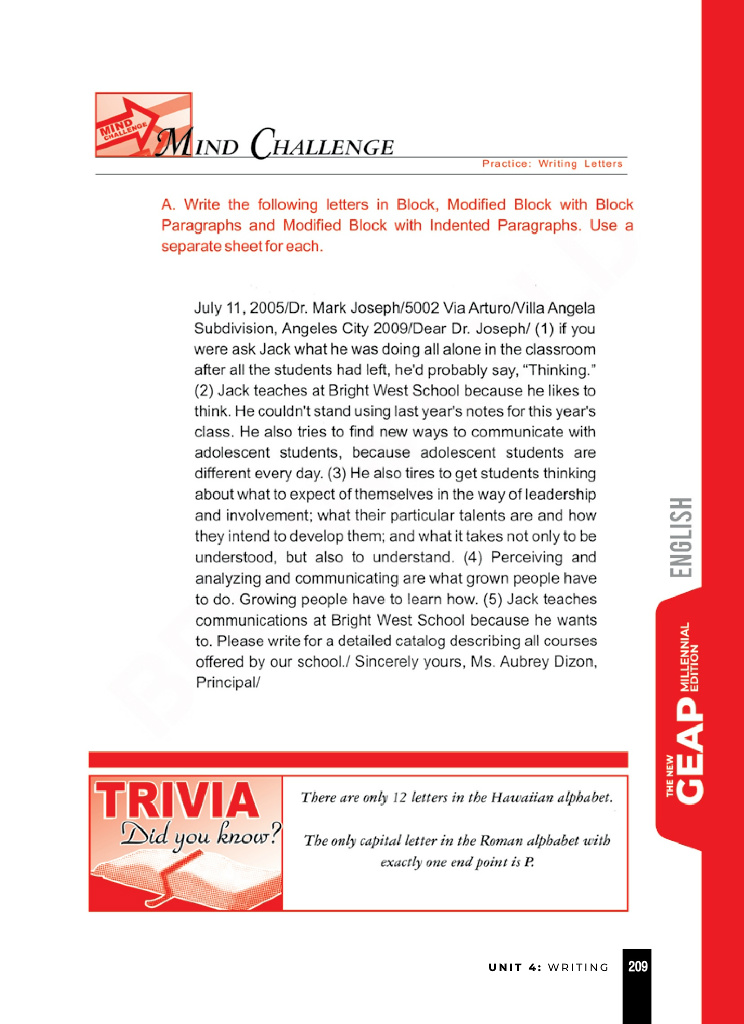 MIND
CHALLENGE
MIND CHALLENGE
Practice: Writing Letters
A. Write the following letters in Block, Modified Block with Block
Paragraphs and Modified Block with Indented Paragraphs. Use a
separate sheet for each.
July 11, 2005/Dr. Mark Joseph/5002 Via Arturo/Villa Angela
Subdivision, Angeles City 2009/Dear Dr. Joseph/ (1) if you
were ask Jack what he was doing all alone in the classroom
after all the students had left, he'd probably say, “Thinking.”
(2) Jack teaches at Bright West School because he likes to
think. He couldn't stand using last year's notes for this year's
class. He also tries to find new ways to communicate with
adolescent students, because adolescent students are
different every day. (3) He also tires to get students thinking
about what to expect of themselves in the way of leadership
and involvement; what their particular talents are and how
they intend to develop them; and what it takes not only to be
understood, but also to understand. (4) Perceiving and
analyzing and communicating are what grown people have
to do. Growing people have to learn how. (5) Jack teaches
communications at Bright West School because he wants
to. Please write for a detailed catalog describing all courses
offered by our school./ Sincerely yours, Ms. Aubrey Dizon,
Principal/
ENGLISH
THE NEW
GEAP
MILLENNIAL
EDITION
TRIVIA
Did you know?
There are only 12 letters in the Hawaiian alphabet.
The only capital letter in the Roman alphabet with
exactly one end point is P.
UNIT 4: WRITING
209